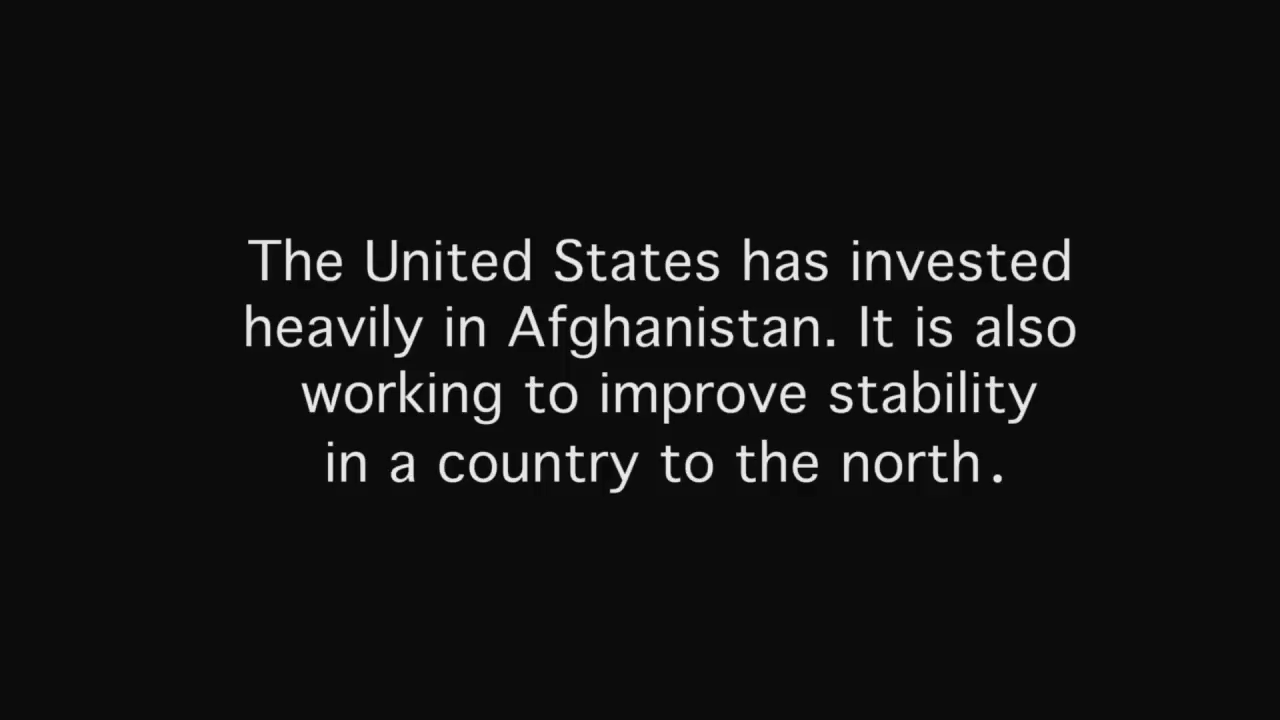 The United States has invested
heavily in Afghanistan. It is also
working to improve stability
in a country to the north.